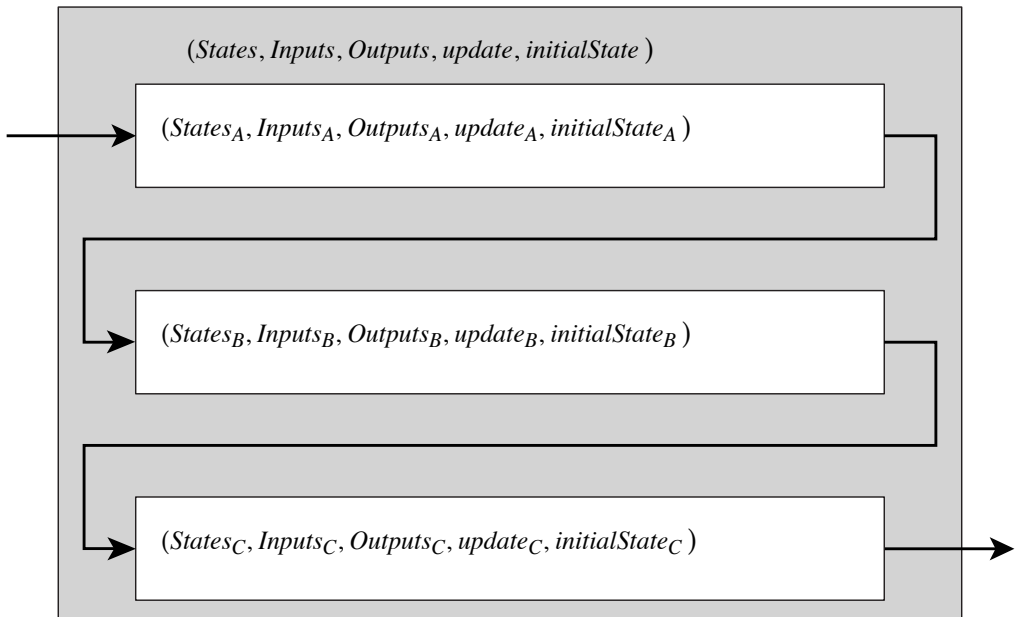 (States, Inputs, Outputs, update, initialState )
(States_A, Inputs_A, Outputs_A, update_A, initialState_A )
(States_B, Inputs_B, Outputs_B, update_B, initialState_B )
(States_C, Inputs_C, Outputs_C, update_C, initialState_C )